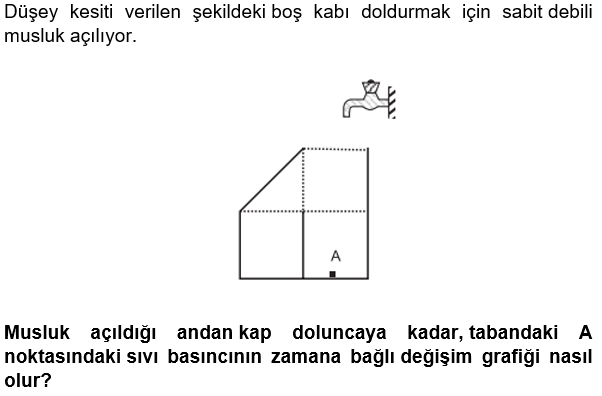 Düşey kesiti verilen şekildeki boş kabı doldurmak için sabit debili
musluk açılıyor.
A
Musluk açıldığı andan kap doluncaya kadar, tabandaki A
noktasındaki sıvı basıncının zamana bağlı değişim grafiği nasıl
olur?